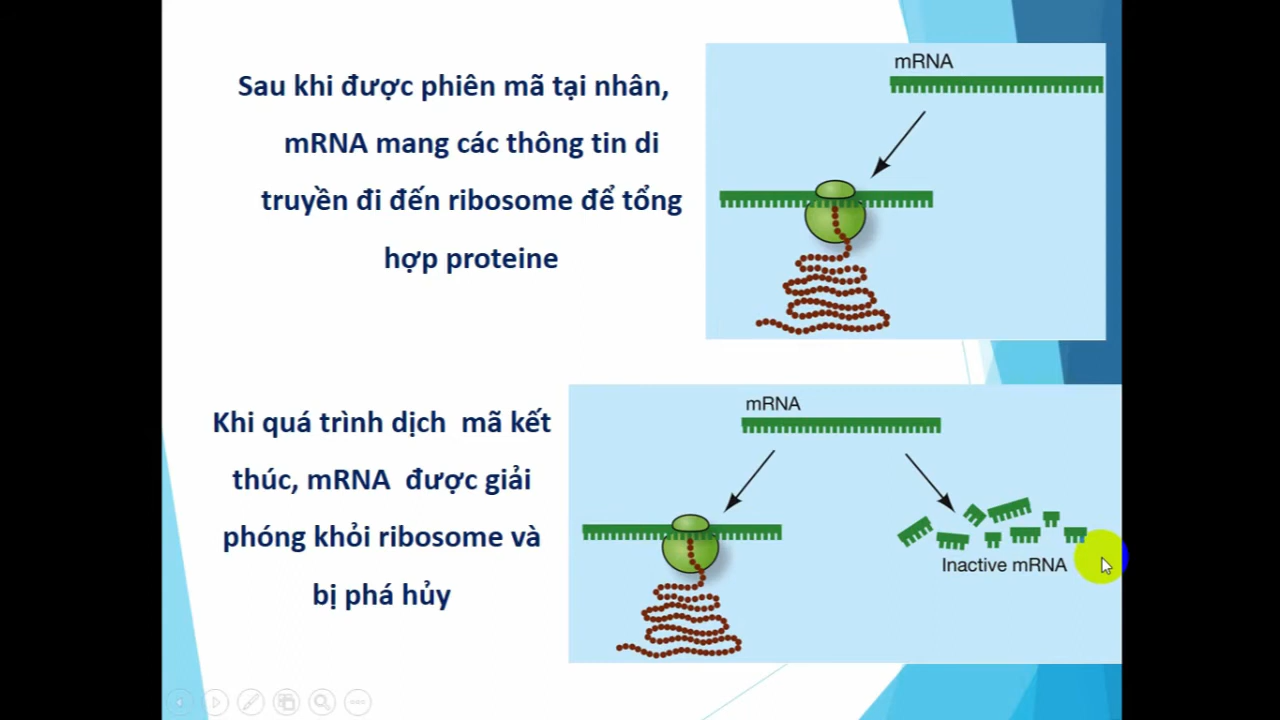 Sau khi được phiên mã tại nhân,
mRNA mang các thông tin di
truyền đi đến ribosome để tổng
hợp proteine
mRNA
Khi quá trình dịch mã kết
thúc, mRNA được giải
phóng khỏi ribosome và
bị phá hủy
mRNA
Inactive mRNA